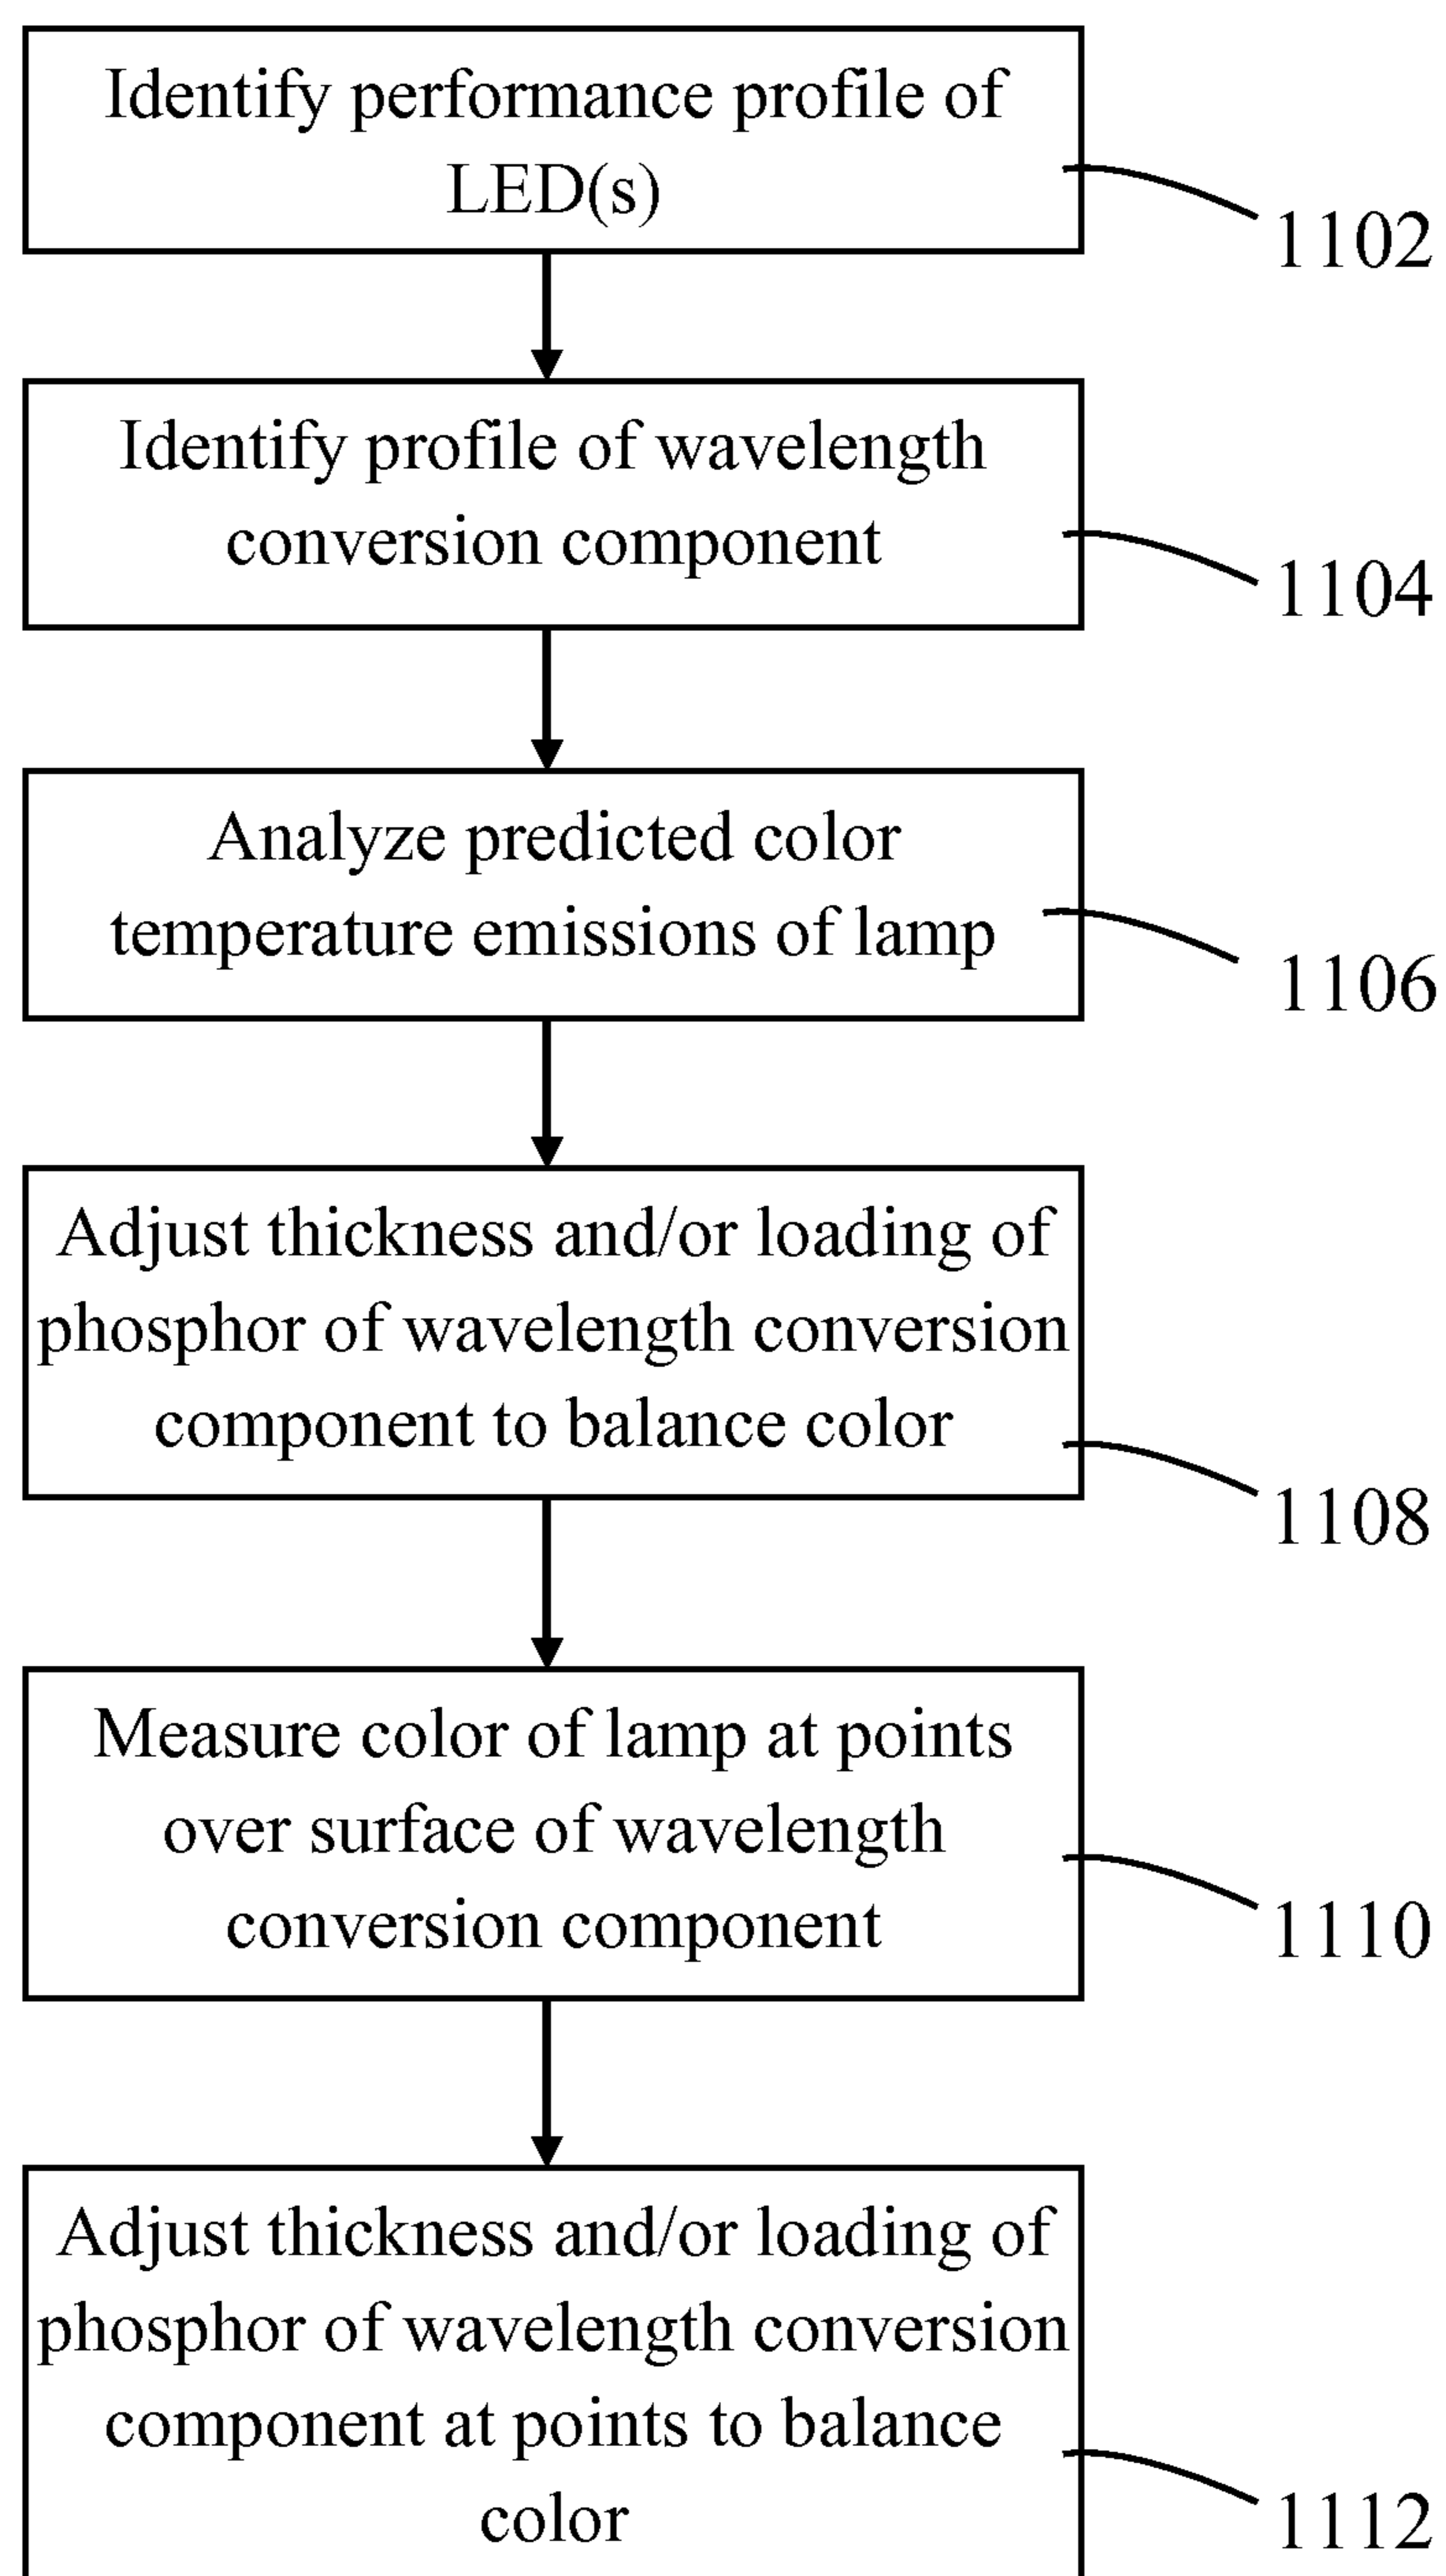 Identify performance profile of
LED(s)
1102
Identify profile of wavelength
conversion component
1104
Analyze predicted color
temperature emissions of lamp
1106
Adjust thickness and/or loading of
phosphor of wavelength conversion
component to balance color
1108
Measure color of lamp at points
over surface of wavelength
conversion component
1110
Adjust thickness and/or loading of
phosphor of wavelength conversion
component at points to balance
color
1112